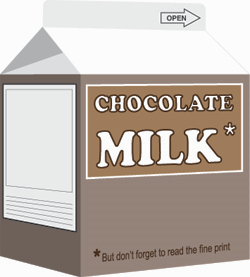 OPEN
CHOCOLATE
MILK*
*But don't forget to read the fine print